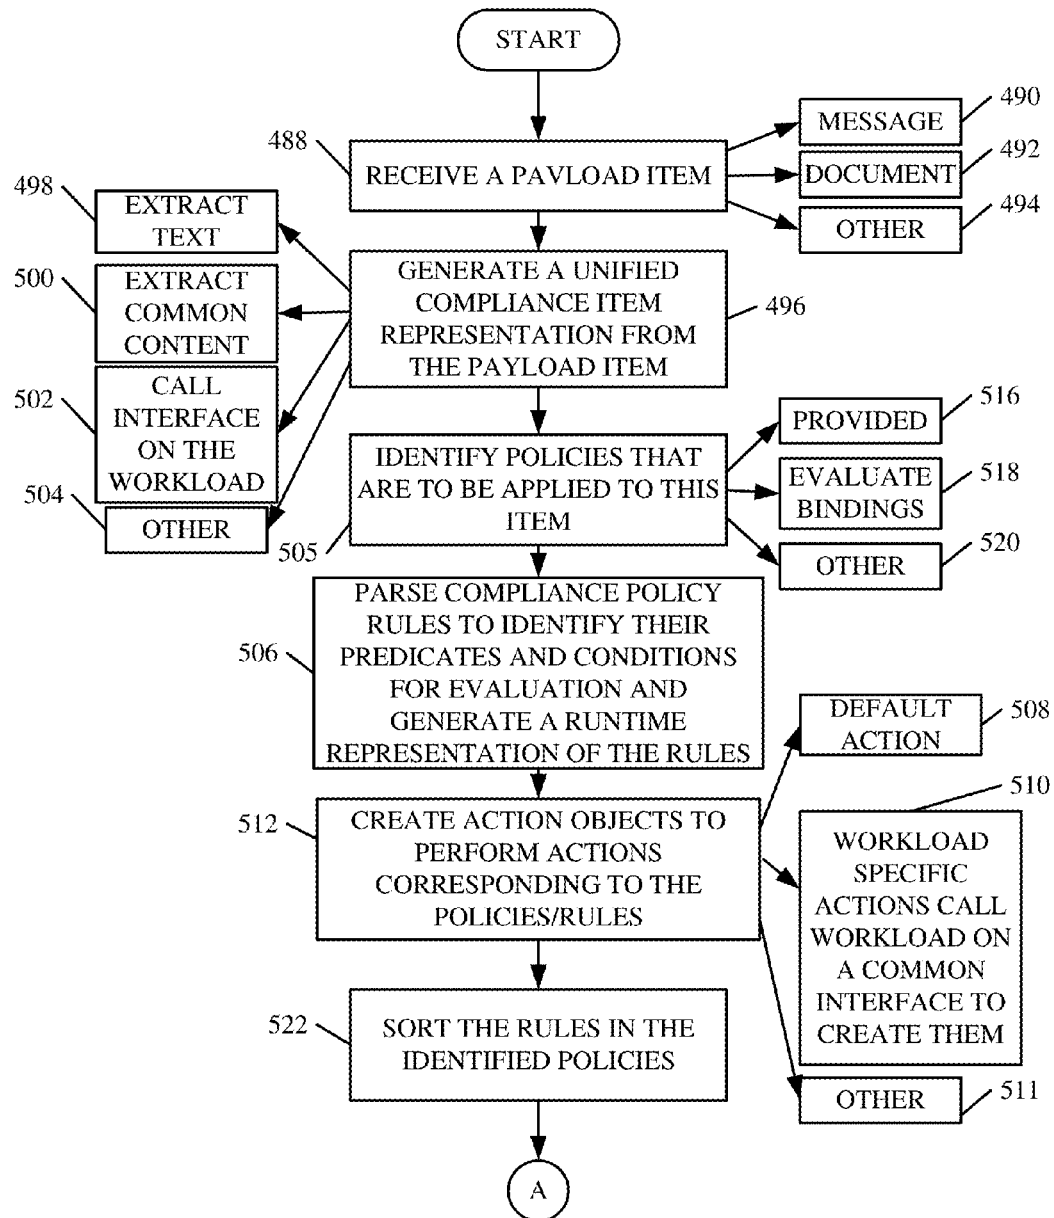 START
490
MESSAGE
488
492
RECEIVE A PAVLOAD ITEM
DOCUMENT
498
494
EXTRACT
TEXT
OTHER
500
GENERATE A UNIFIED
COMPLIANCE ITEM
REPRESENTATION FROM
THE PAYLOAD ITEM
496
EXTRACT
COMMON
CONTENT
502
CALL
INTERFACE
ON THE
WORKLOAD
516
PROVIDED
IDENTIFY POLICIES THAT
ARE TO BE APPLIED TO THIS
ITEM
518
EVALUATE
BINDINGS
504
OTHER
505
520
OTHER
PARSE COMPLIANCE POLICY
RULES TO IDENTIFY THEIR
PREDICATES AND CONDITIONS
FOR EVALUATION AND
GENERATE A RUNTIME
REPRESENTATION OF THE RULES
506
508
DEFAULT
ACTION
510
512
CREATE ACTION OBJECTS TO
PERFORM ACTIONS
CORRESPONDING TO THE
POLICIES/RULES
WORKLOAD
SPECIFIC
ACTIONS CALL
WORKLOAD ON
A COMMON
INTERFACE TO
CREATE THEM
522
SORT THE RULES IN THE
IDENTIFIED POLICIES
511
OTHER
A